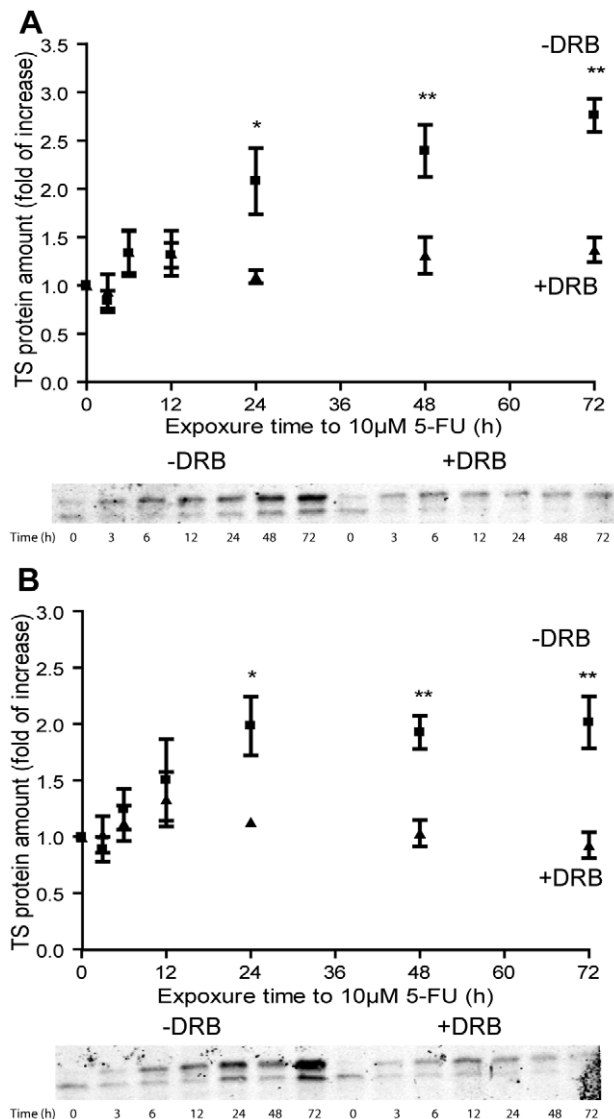 A
3.5
-DRB
3.0
**
**
2.5
*
2.0
1.5
1.0
+DRB
0.5
0.0
TS protein amount (fold of increase)
0 12 24 36 48 60 72
Expoxure time to 10µM 5-FU (h)
-DRB +DRB
Time (h) 0 3 6 12 24 48 72 0 3 6 12 24 48 72
B
3.0
-DRB
2.5
* ** **
2.0
1.5
1.0
+DRB
0.5
0.0
TS protein amount (fold of increase)
0 12 24 36 48 60 72
Expoxure time to 10µM 5-FU (h)
-DRB +DRB
Time (h) 0 3 6 12 24 48 72 0 3 6 12 24 48 72